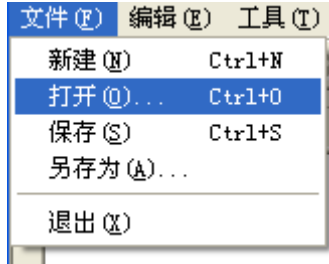 文件(F) 编辑(E) 工具(T)
新建(N) Ctrl+N
打开(O)... Ctrl+O
保存(S) Ctrl+S
另存为(A)...
退出(X)